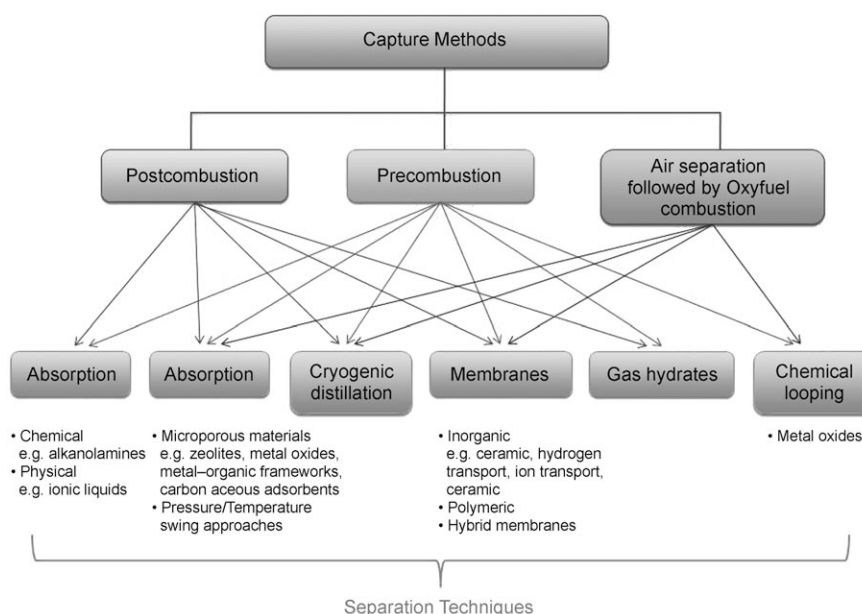 Capture Methods
Postcombustion
Precombustion
Air separation
followed by Oxyfuel
combustion
Absorption
Absorption
Cryogenic
distillation
Membranes
Gas hydrates
Chemical
looping
• Chemical
e.g. alkanolamines
• Physical
e.g. ionic liquids
• Microporous materials
e.g. zeolites, metal oxides,
metal–organic frameworks,
carbon aceous adsorbents
• Pressure/Temperature
swing approaches
• Inorganic
e.g. ceramic, hydrogen
transport, ion transport,
ceramic
• Polymeric
• Hybrid membranes
• Metal oxides
Separation Techniques